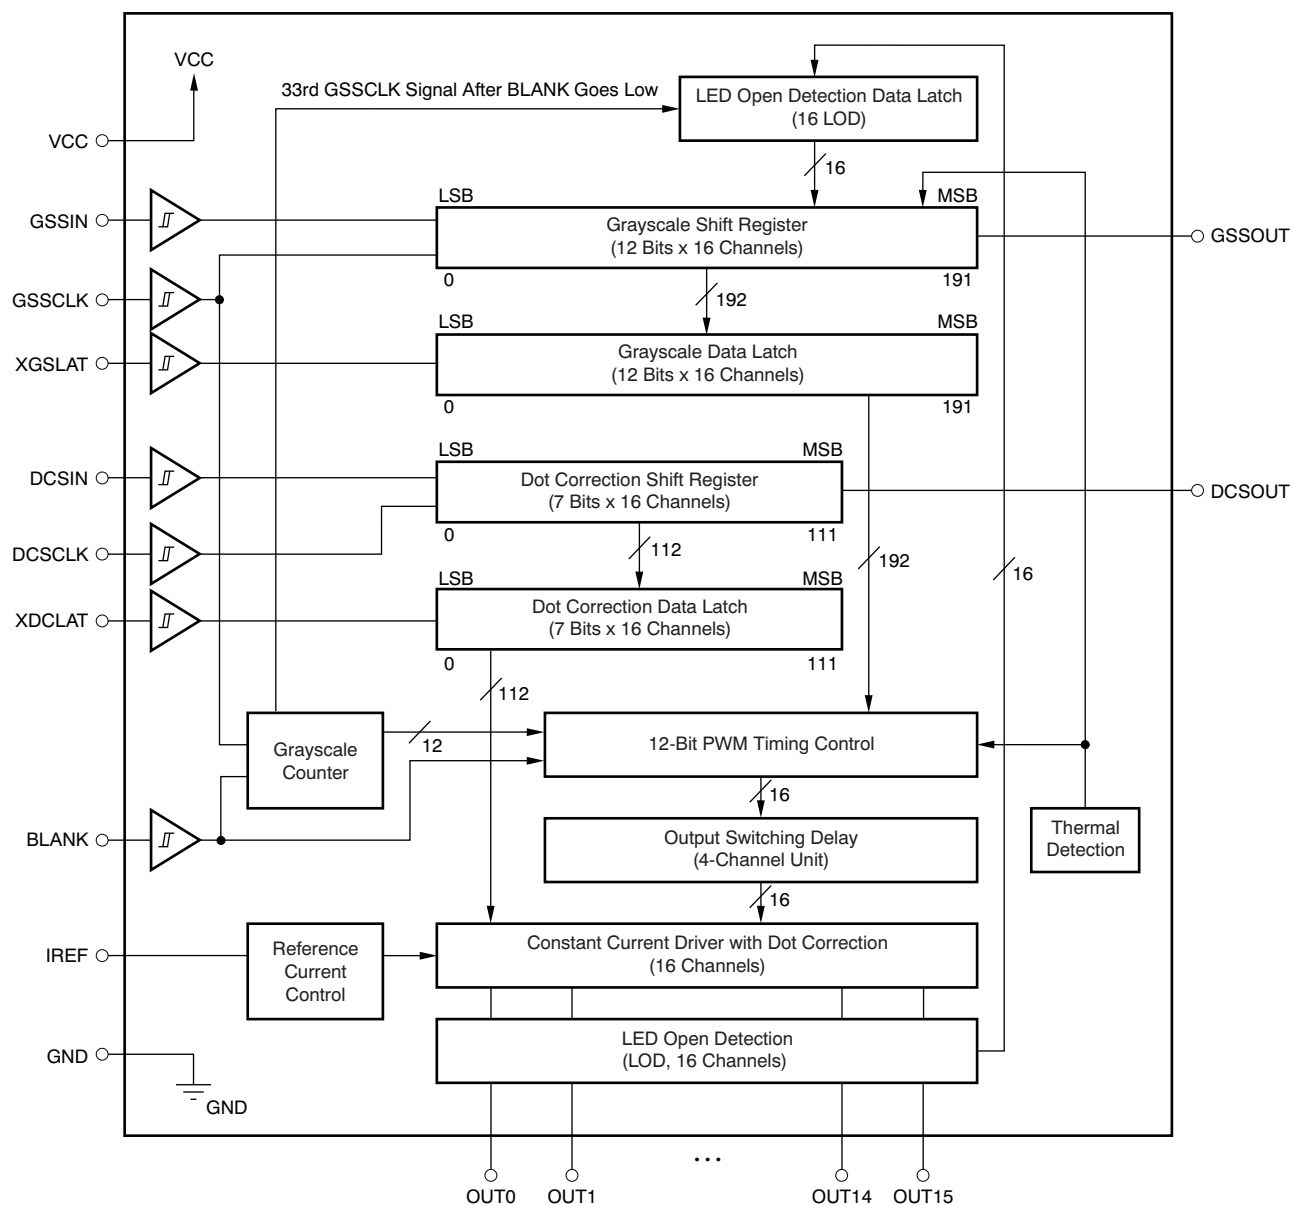 VCC
33rd GSSCLK Signal After BLANK Goes Low
LED Open Detection Data Latch
(16 LOD)
VCC
16
LSB
MSB
GSSIN
Grayscale Shift Register
(12 Bits x 16 Channels)
GSSOUT
0
191
GSSCLK
192
LSB
MSB
XGSLAT
Grayscale Data Latch
(12 Bits x 16 Channels)
0
191
LSB
MSB
DCSIN
Dot Correction Shift Register
(7 Bits x 16 Channels)
DCSOUT
0
111
DCSCLK
112
192
16
LSB
MSB
XDCLAT
Dot Correction Data Latch
(7 Bits x 16 Channels)
0
111
112
Grayscale
Counter
12
12-Bit PWM Timing Control
16
BLANK
Output Switching Delay
(4-Channel Unit)
Thermal
Detection
16
IREF
Reference
Current
Control
Constant Current Driver with Dot Correction
(16 Channels)
LED Open Detection
(LOD, 16 Channels)
GND
GND
...
OUT0
OUT1
OUT14
OUT15